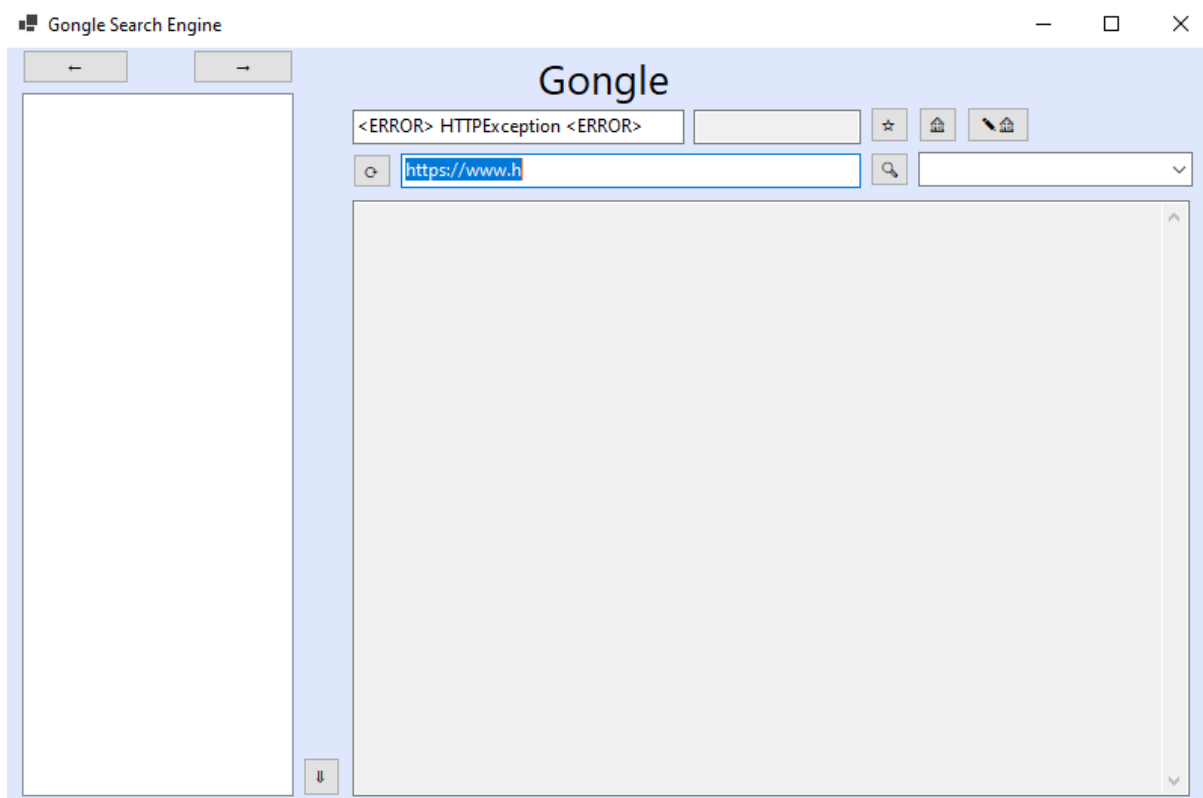 Gongle Search Engine
← →
Gongle
<ERROR> HTTPException <ERROR>
https://www.h